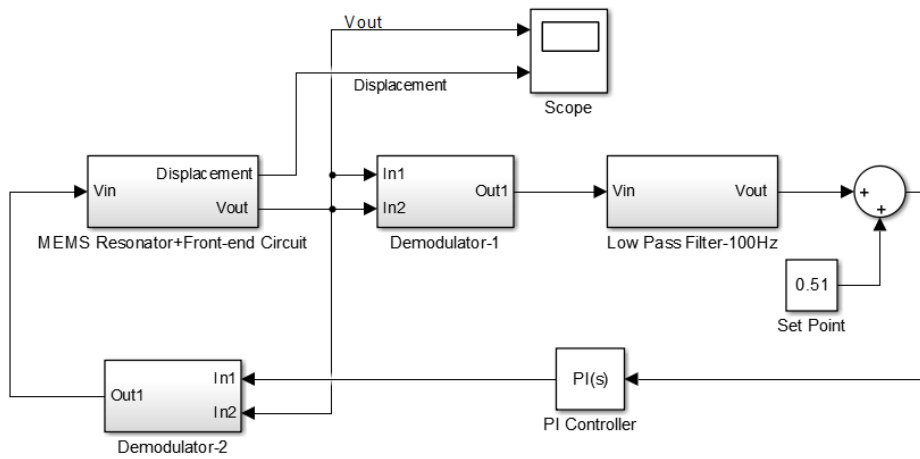 Vout
Displacement
Scope
Displacement
Vin
Vout
MEMS Resonator+Front-end Circuit
In1
In2
Out1
Demodulator-1
Vin
Vout
Low Pass Filter-100Hz
+
+
0.51
Set Point
Out1
In1
In2
Demodulator-2
PI(s)
PI Controller